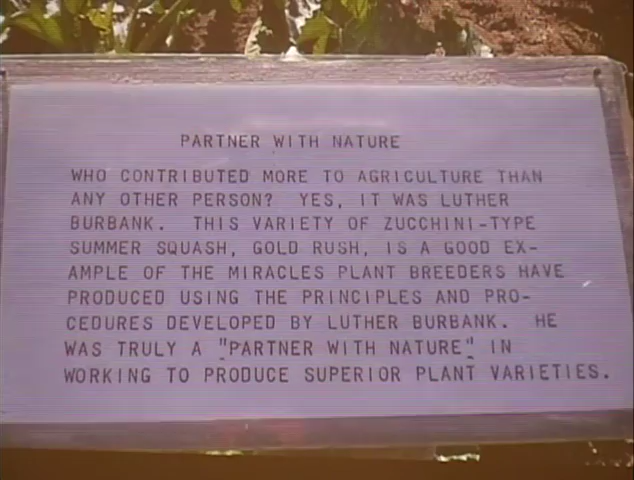 PARTNER WITH NATURE
WHO CONTRIBUTED MORE TO AGRICULTURE THAN
ANY OTHER PERSON? YES, IT WAS LUTHER
BURBANK. THIS VARIETY OF ZUCCHINI-TYPE
SUMMER SQUASH, GOLD RUSH, IS A GOOD EX-
AMPLE OF THE MIRACLES PLANT BREEDERS HAVE
PRODUCED USING THE PRINCIPLES AND PRO-
CEDURES DEVELOPED BY LUTHER BURBANK. HE
WAS TRULY A "PARTNER WITH NATURE" IN
WORKING TO PRODUCE SUPERIOR PLANT VARIETIES.